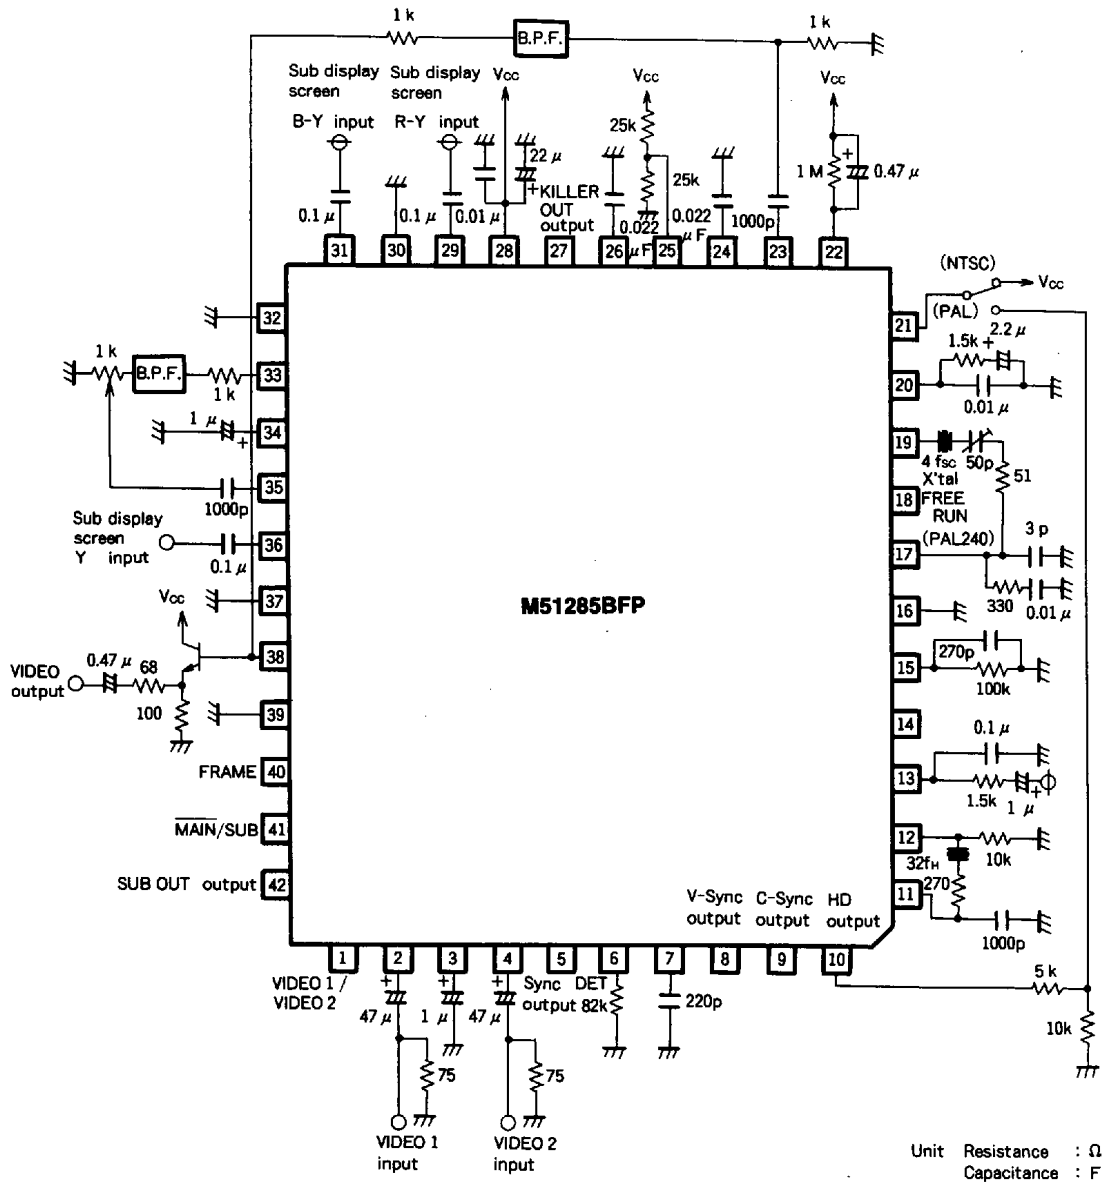 1 k
B.P.F.
1 k
Sub display
screen
B-Y input
Sub display
screen
R-Y input
Vcc
Vcc
Vcc
25k
22 μ
25k
1 M
+
0.47 μ
+
KILLER
OUT
output
0.1 μ
0.1 μ
0.01 μ
0.022
μ F
0.022
μ F
1000p
31
30
29
28
27
26
25
24
23
22
(NTSC)
Vcc
(PAL)
21
2.2 μ
1.5k
+
20
0.01 μ
19
4 fsc
X'tal
50p
51
18
FREE
RUN
17
(PAL240)
3 p
330
0.01 μ
16
270p
15
100k
14
0.1 μ
13
1.5k
+
1 μ
12
32fH
10k
270
11
1000p
32
1 k
B.P.F.
1 k
33
1 μ
+
34
35
1000p
Sub display
screen
Y input
36
0.1 μ
37
Vcc
38
VIDEO
output
0.47 μ
68
100
39
FRAME
40
MAIN/SUB
41
SUB OUT output
42
M51285BFP
V-Sync
output
C-Sync
output
HD
output
1
2
3
4
5
6
7
8
9
10
VIDEO 1 /
VIDEO 2
+
47 μ
+
1 μ
+
47 μ
Sync DET
output
82k
220p
5 k
10k
75
75
VIDEO 1
input
VIDEO 2
input
Unit Resistance : Ω
Capacitance : F